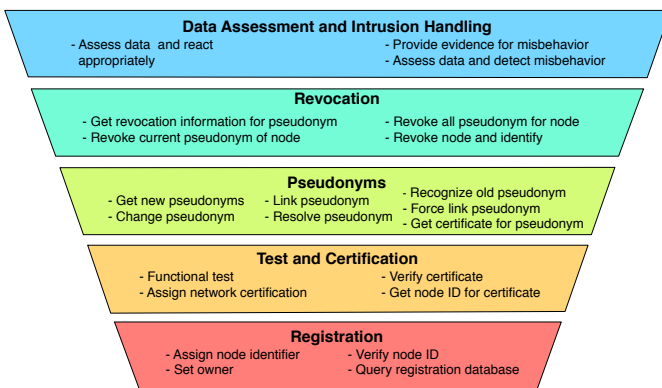 Data Assessment and Intrusion Handling
- Assess data and react
appropriately
- Provide evidence for misbehavior
- Assess data and detect misbehavior
Revocation
- Get revocation information for pseudonym
- Revoke current pseudonym of node
- Revoke all pseudonym for node
- Revoke node and identify
Pseudonyms
- Get new pseudonyms
- Change pseudonym
- Link pseudonym
- Resolve pseudonym
- Recognize old pseudonym
- Force link pseudonym
- Get certificate for pseudonym
Test and Certification
- Functional test
- Assign network certification
- Verify certificate
- Get node ID for certificate
Registration
- Assign node identifier
- Set owner
- Verify node ID
- Query registration database